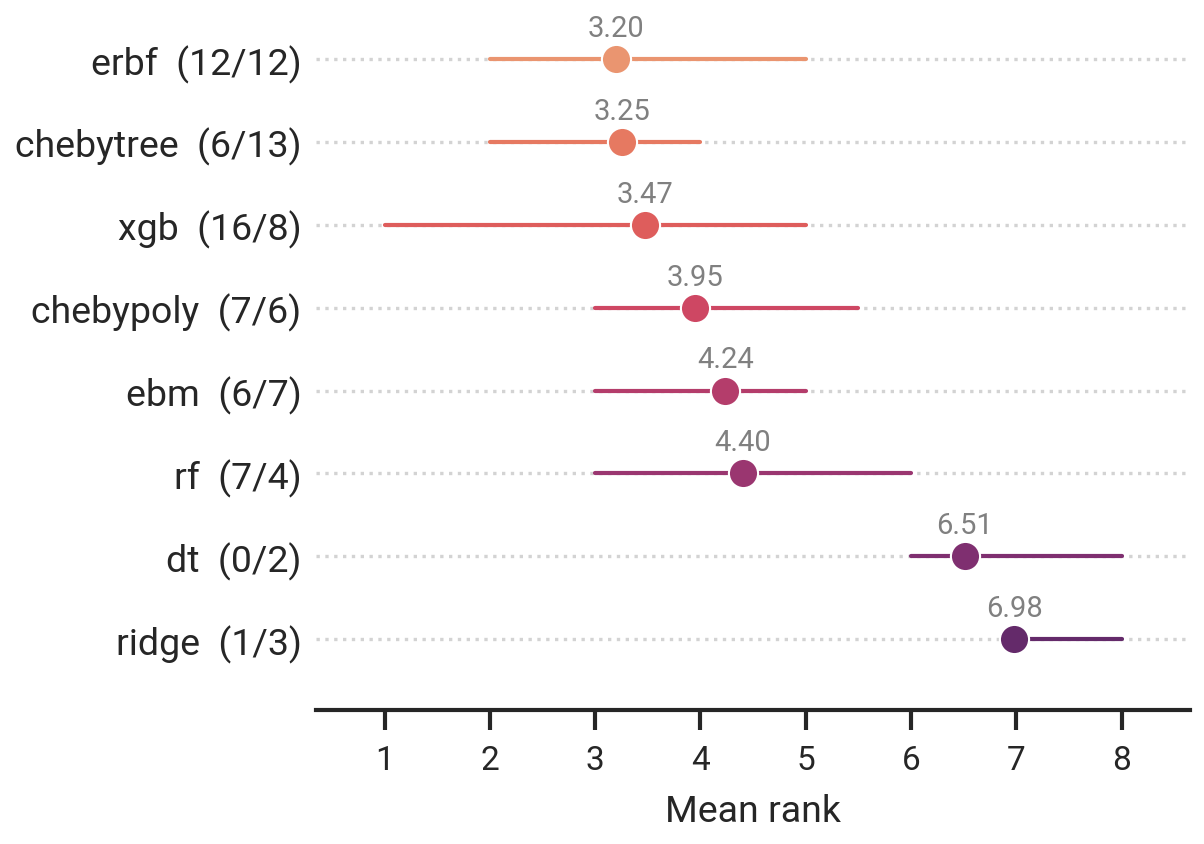 3.20
erbf (12/12)
3.25
chebytree (6/13)
3.47
xgb (16/8)
3.95
chebypoly (7/6)
4.24
ebm (6/7)
4.40
rf (7/4)
6.51
dt (0/2)
6.98
ridge (1/3)
1 2 3 4 5 6 7 8
Mean rank